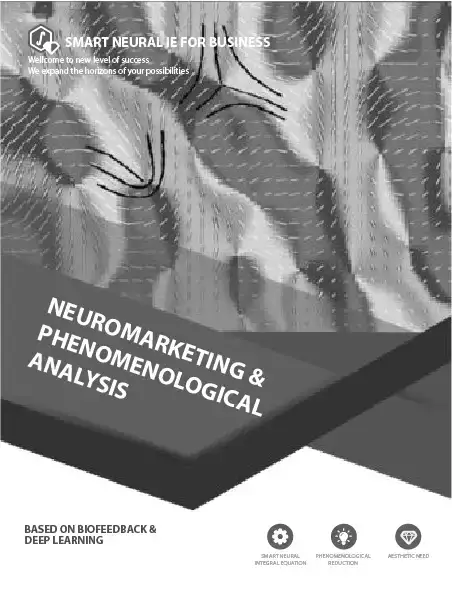 SMART NEURAL IE FOR BUSINESS
Wellcome to new level of success
We expand the horizons of your possibilities
NEUROMARKETING &
PHENOMENOLOGICAL
ANALYSIS
BASED ON BIOFEEDBACK &
DEEP LEARNING
SMART NEURAL
INTEGRAL EQUATION
PHENOMENOLOGICAL
REDUCTION
AESTHETIC NEED